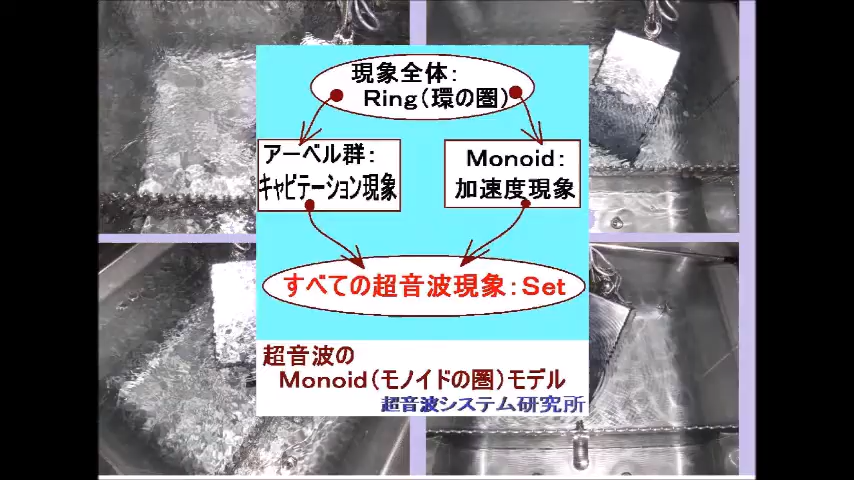 現象全体：
Ring（環の圏）
アーベル群：
キャビテーション現象
Monoid：
加速度現象
すべての超音波現象：Set
超音波の
Monoid（モノイドの圏）モデル
超音波システム研究所